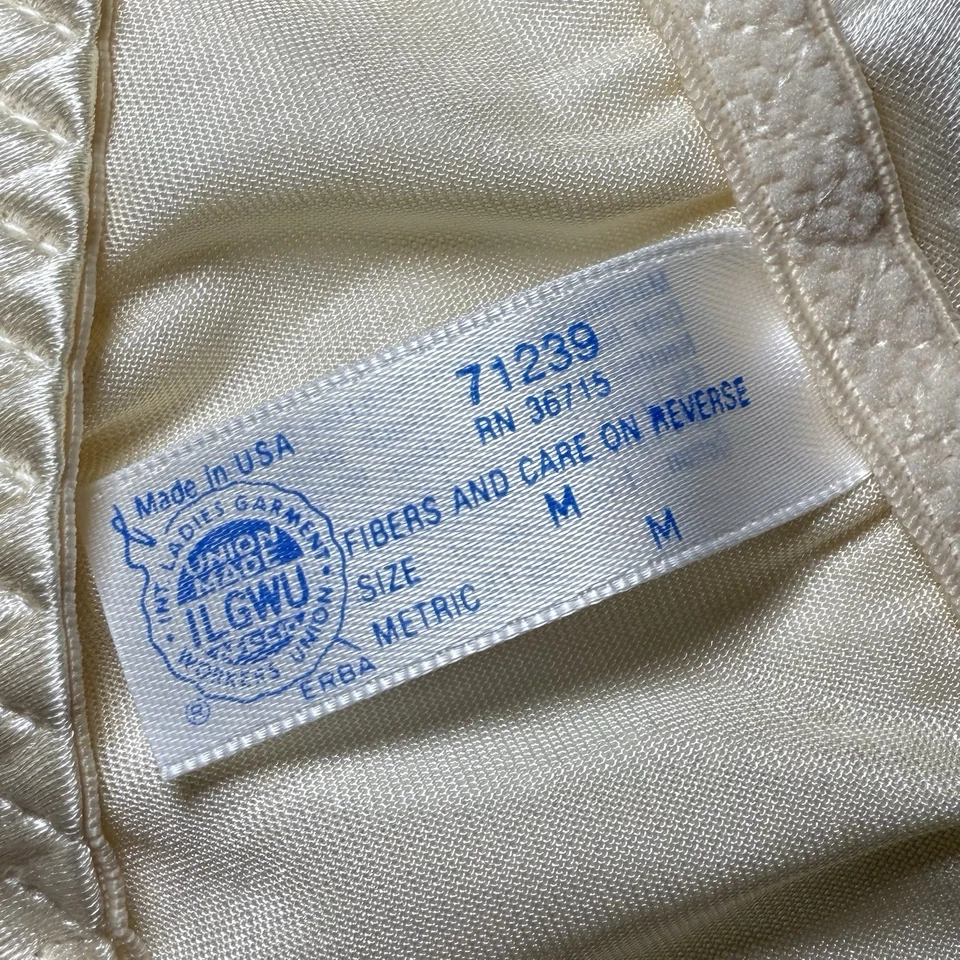 71239
RN 36715
FIBERS AND CARE ON REVERSE
SIZE M
METRIC M
Made in USA
INT LADIES GARMENT
UNION
MADE
ILGWU
WORKERS UNION
®
ERBA